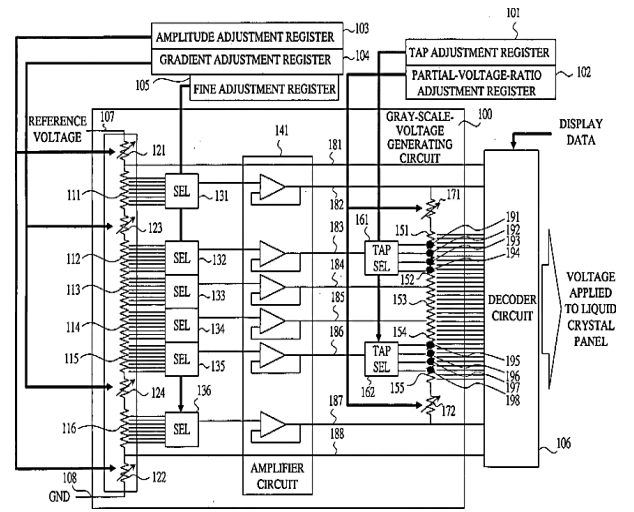 AMPLITUDE ADJUSTMENT REGISTER
103
GRADIENT ADJUSTMENT REGISTER
104
105
FINE ADJUSTMENT REGISTER
101
TAP ADJUSTMENT REGISTER
PARTIAL-VOLTAGE-RATIO
ADJUSTMENT REGISTER
102
107
REFERENCE
VOLTAGE
141
GRAY-SCALE-
VOLTAGE
GENERATING
CIRCUIT
100
DISPLAY
DATA
121
181
111
SEL
131
182
171
123
183
161
151
191
192
193
194
112
SEL
132
TAP
SEL
184
152
113
SEL
133
153
185
114
SEL
134
154
186
115
SEL
135
TAP
SEL
162
155
195
196
197
198
DECODER
CIRCUIT
VOLTAGE
APPLIED
TO LIQUID
CRYSTAL
PANEL
124
136
187
172
116
SEL
188
108
122
GND
AMPLIFIER
CIRCUIT
106